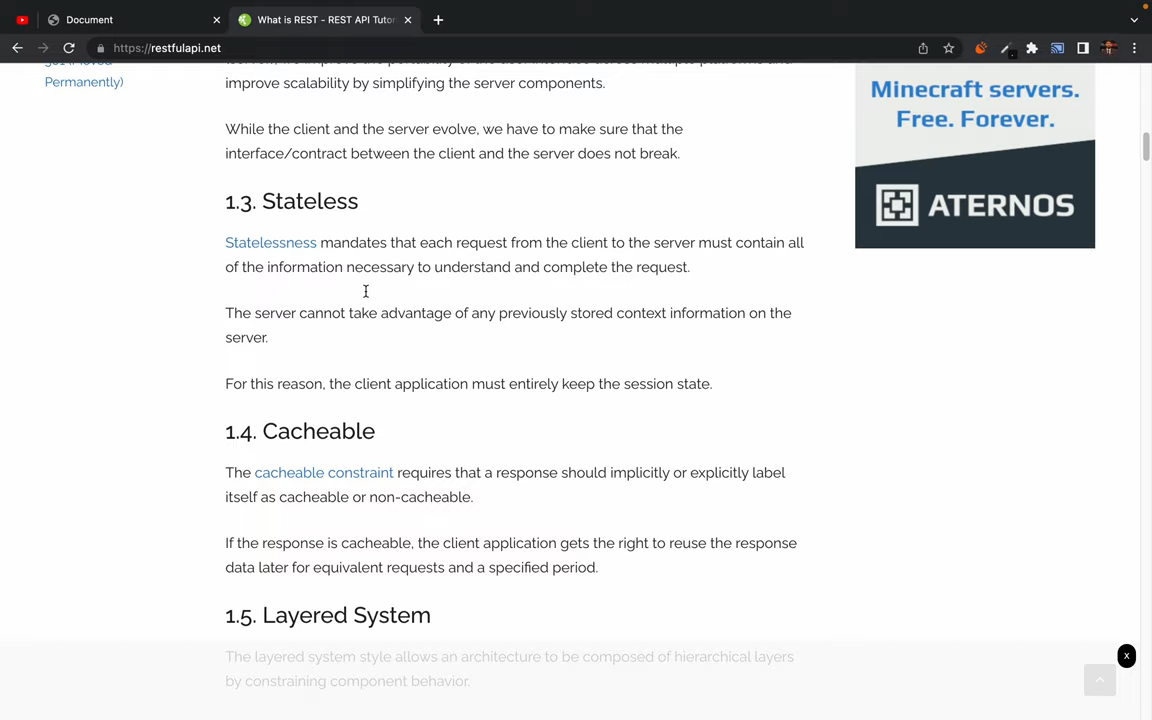 Document
What is REST - REST API Tutor
https://restfulapi.net
Permanently)
improve scalability by simplifying the server components.
While the client and the server evolve, we have to make sure that the
interface/contract between the client and the server does not break.
1.3. Stateless
Statelessness mandates that each request from the client to the server must contain all
of the information necessary to understand and complete the request.
The server cannot take advantage of any previously stored context information on the
server.
For this reason, the client application must entirely keep the session state.
1.4. Cacheable
The cacheable constraint requires that a response should implicitly or explicitly label
itself as cacheable or non-cacheable.
If the response is cacheable, the client application gets the right to reuse the response
data later for equivalent requests and a specified period.
1.5. Layered System
The layered system style allows an architecture to be composed of hierarchical layers
by constraining component behavior.
Minecraft servers.
Free. Forever.
ATERNOS
x